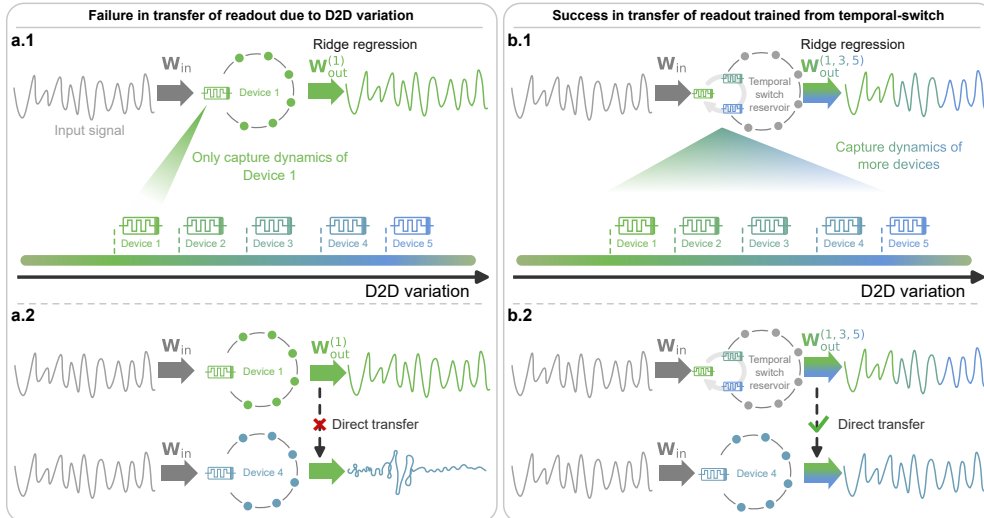 Failure in transfer of readout due to D2D variation
a.1
W_in
Ridge regression
W_out^(1)
Device 1
Input signal
Only capture dynamics of
Device 1
Device 1 Device 2 Device 3 Device 4 Device 5
D2D variation
a.2
W_in
Device 1
W_out^(1)
Direct transfer
W_in
Device 4
Success in transfer of readout trained from temporal-switch
b.1
W_in
Ridge regression
W_out^(1, 3, 5)
Temporal
switch
reservoir
Capture dynamics of
more devices
Device 1 Device 2 Device 3 Device 4 Device 5
D2D variation
b.2
W_in
W_out^(1, 3, 5)
Temporal
switch
reservoir
Direct transfer
W_in
Device 4